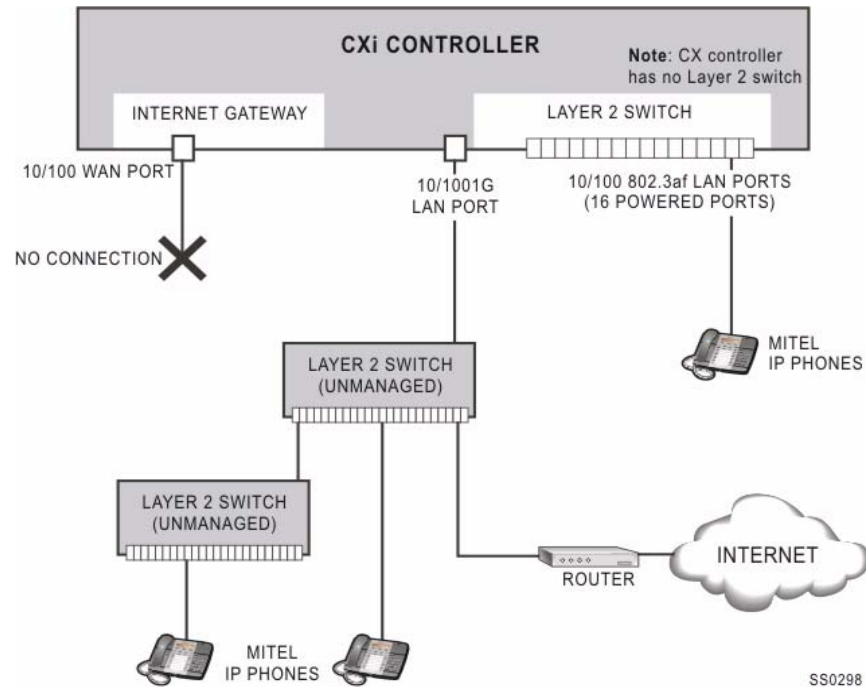 CXi CONTROLLER
Note: CX controller
has no Layer 2 switch
INTERNET GATEWAY
LAYER 2 SWITCH
10/100 WAN PORT
10/1001G
LAN PORT
10/100 802.3af LAN PORTS
(16 POWERED PORTS)
NO CONNECTION
MITEL
IP PHONES
LAYER 2 SWITCH
(UNMANAGED)
LAYER 2 SWITCH
(UNMANAGED)
INTERNET
ROUTER
MITEL
IP PHONES
SS0298